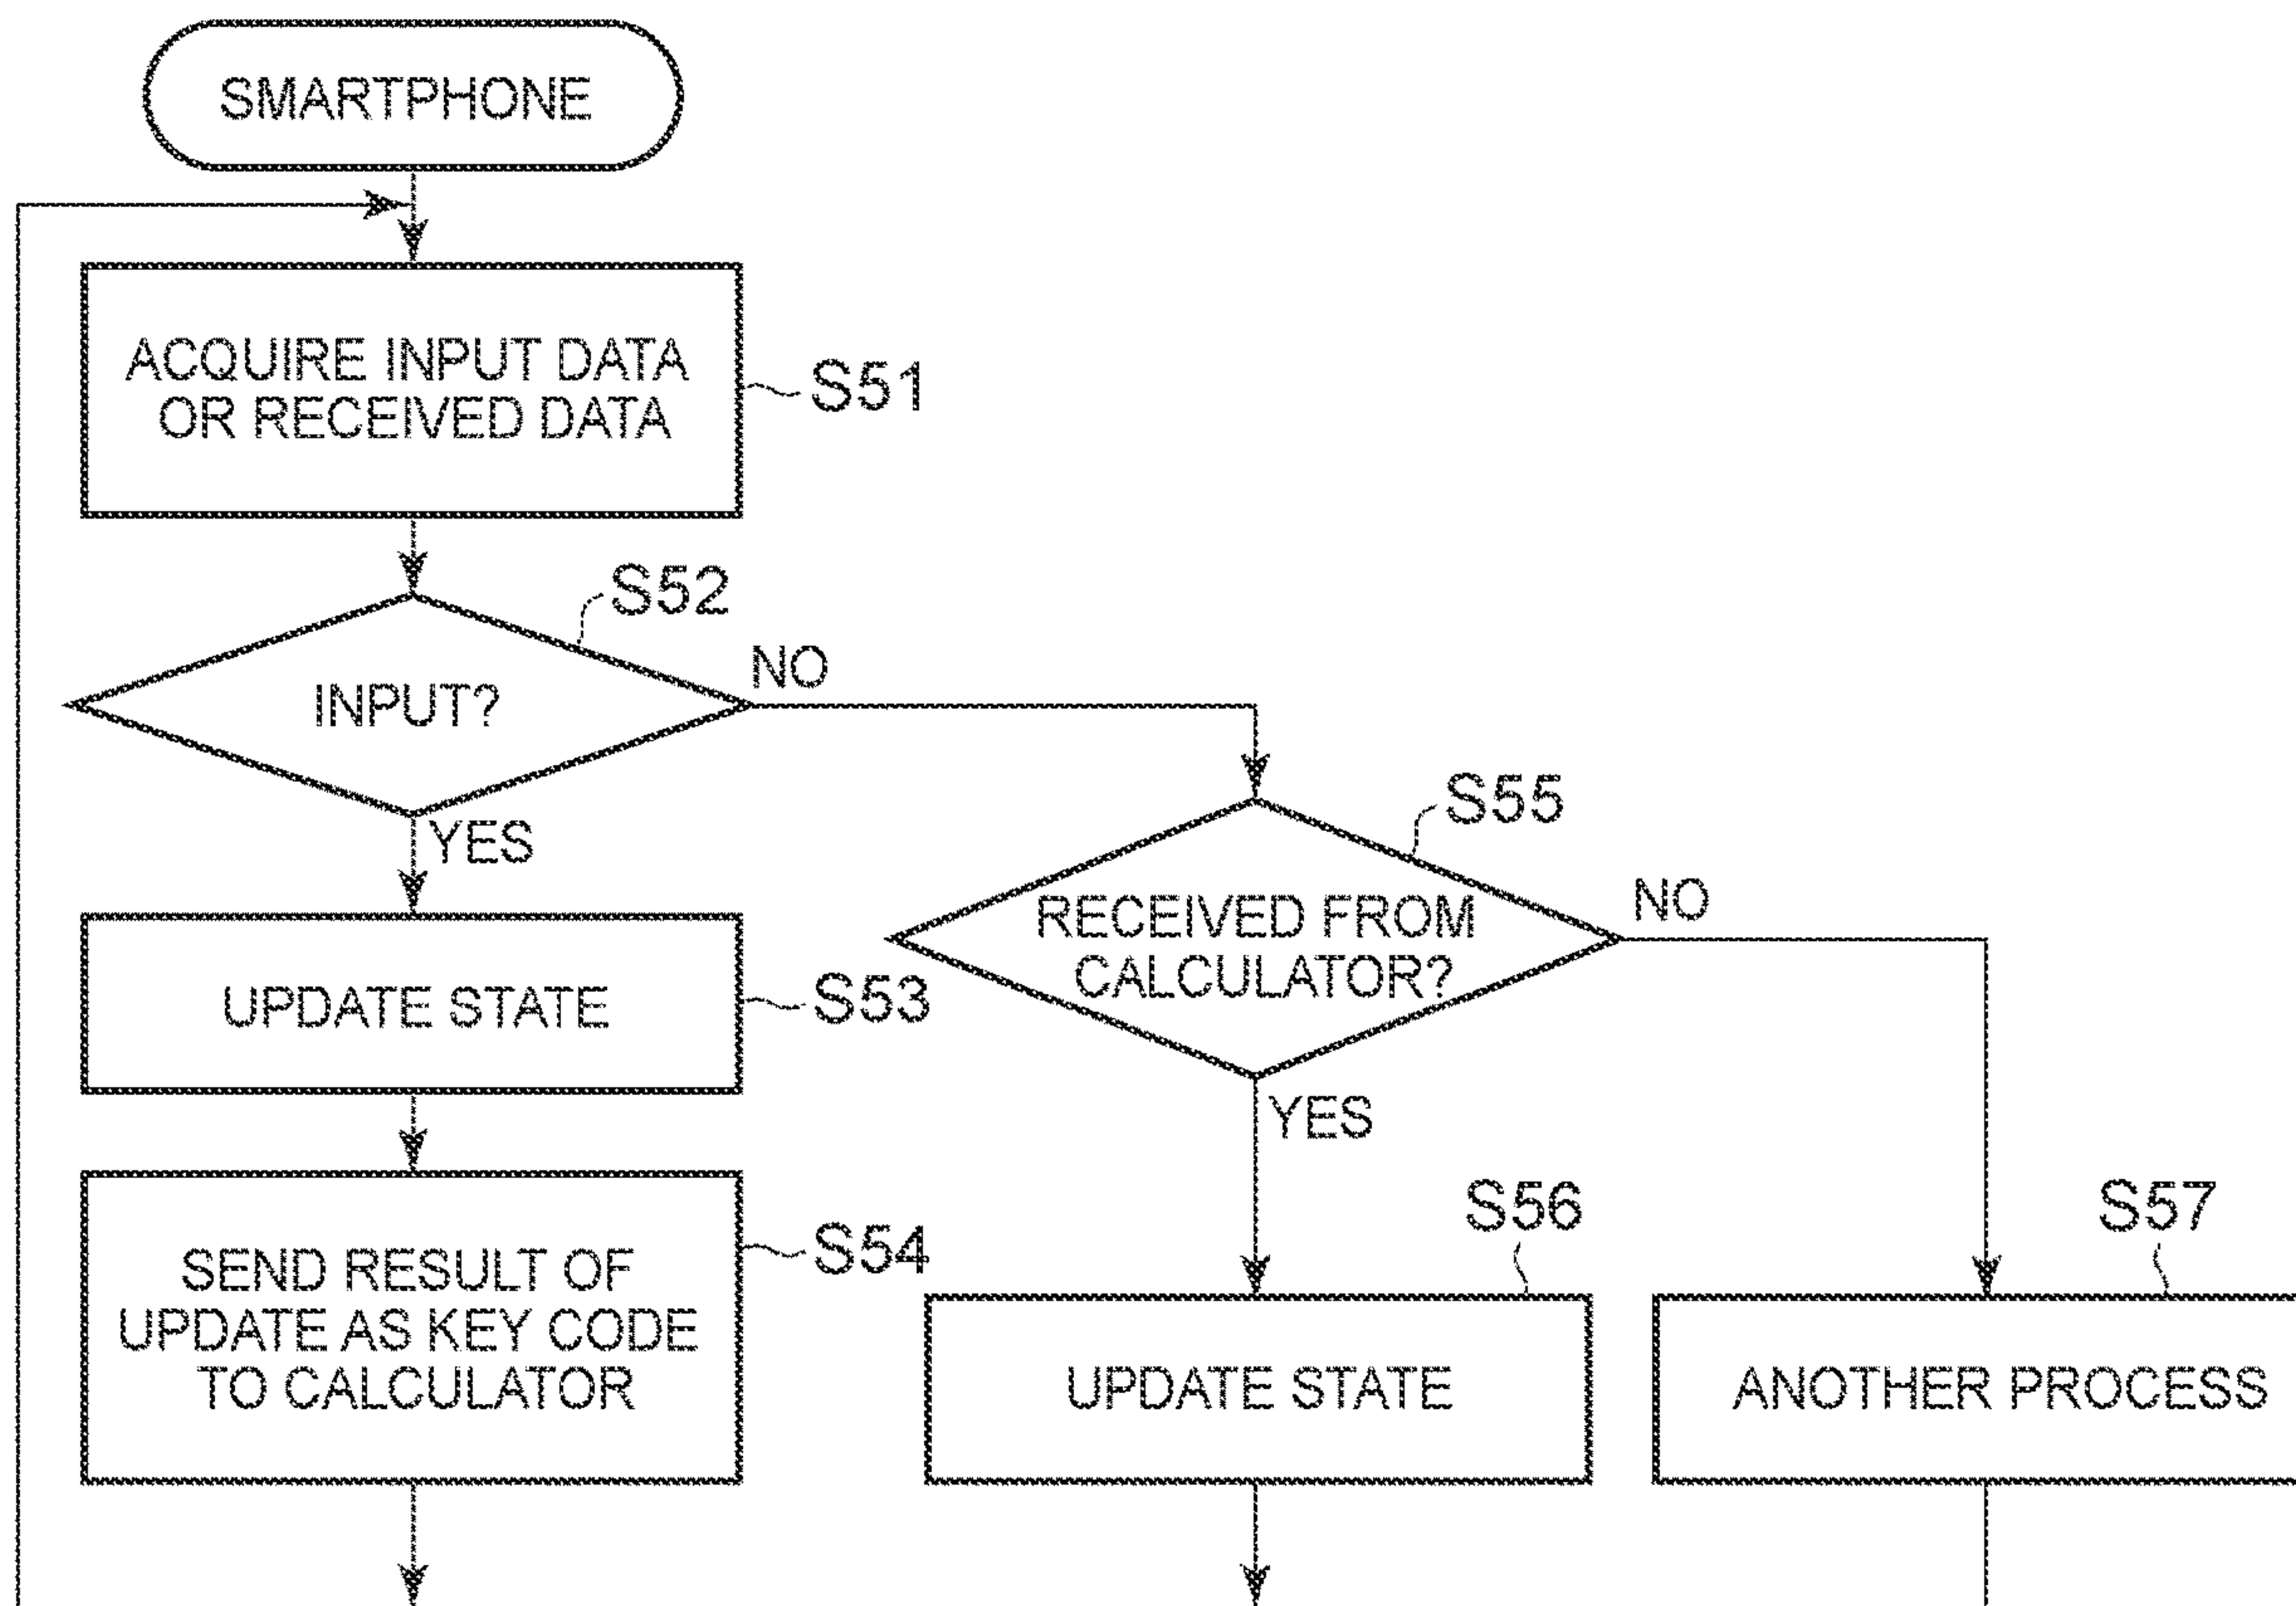 SMARTPHONE
ACQUIRE INPUT DATA
OR RECEIVED DATA
S51
S52
INPUT?
NO
YES
UPDATE STATE
S53
SEND RESULT OF
UPDATE AS KEY CODE
TO CALCULATOR
S54
S55
RECEIVED FROM
CALCULATOR?
NO
YES
S56
UPDATE STATE
S57
ANOTHER PROCESS